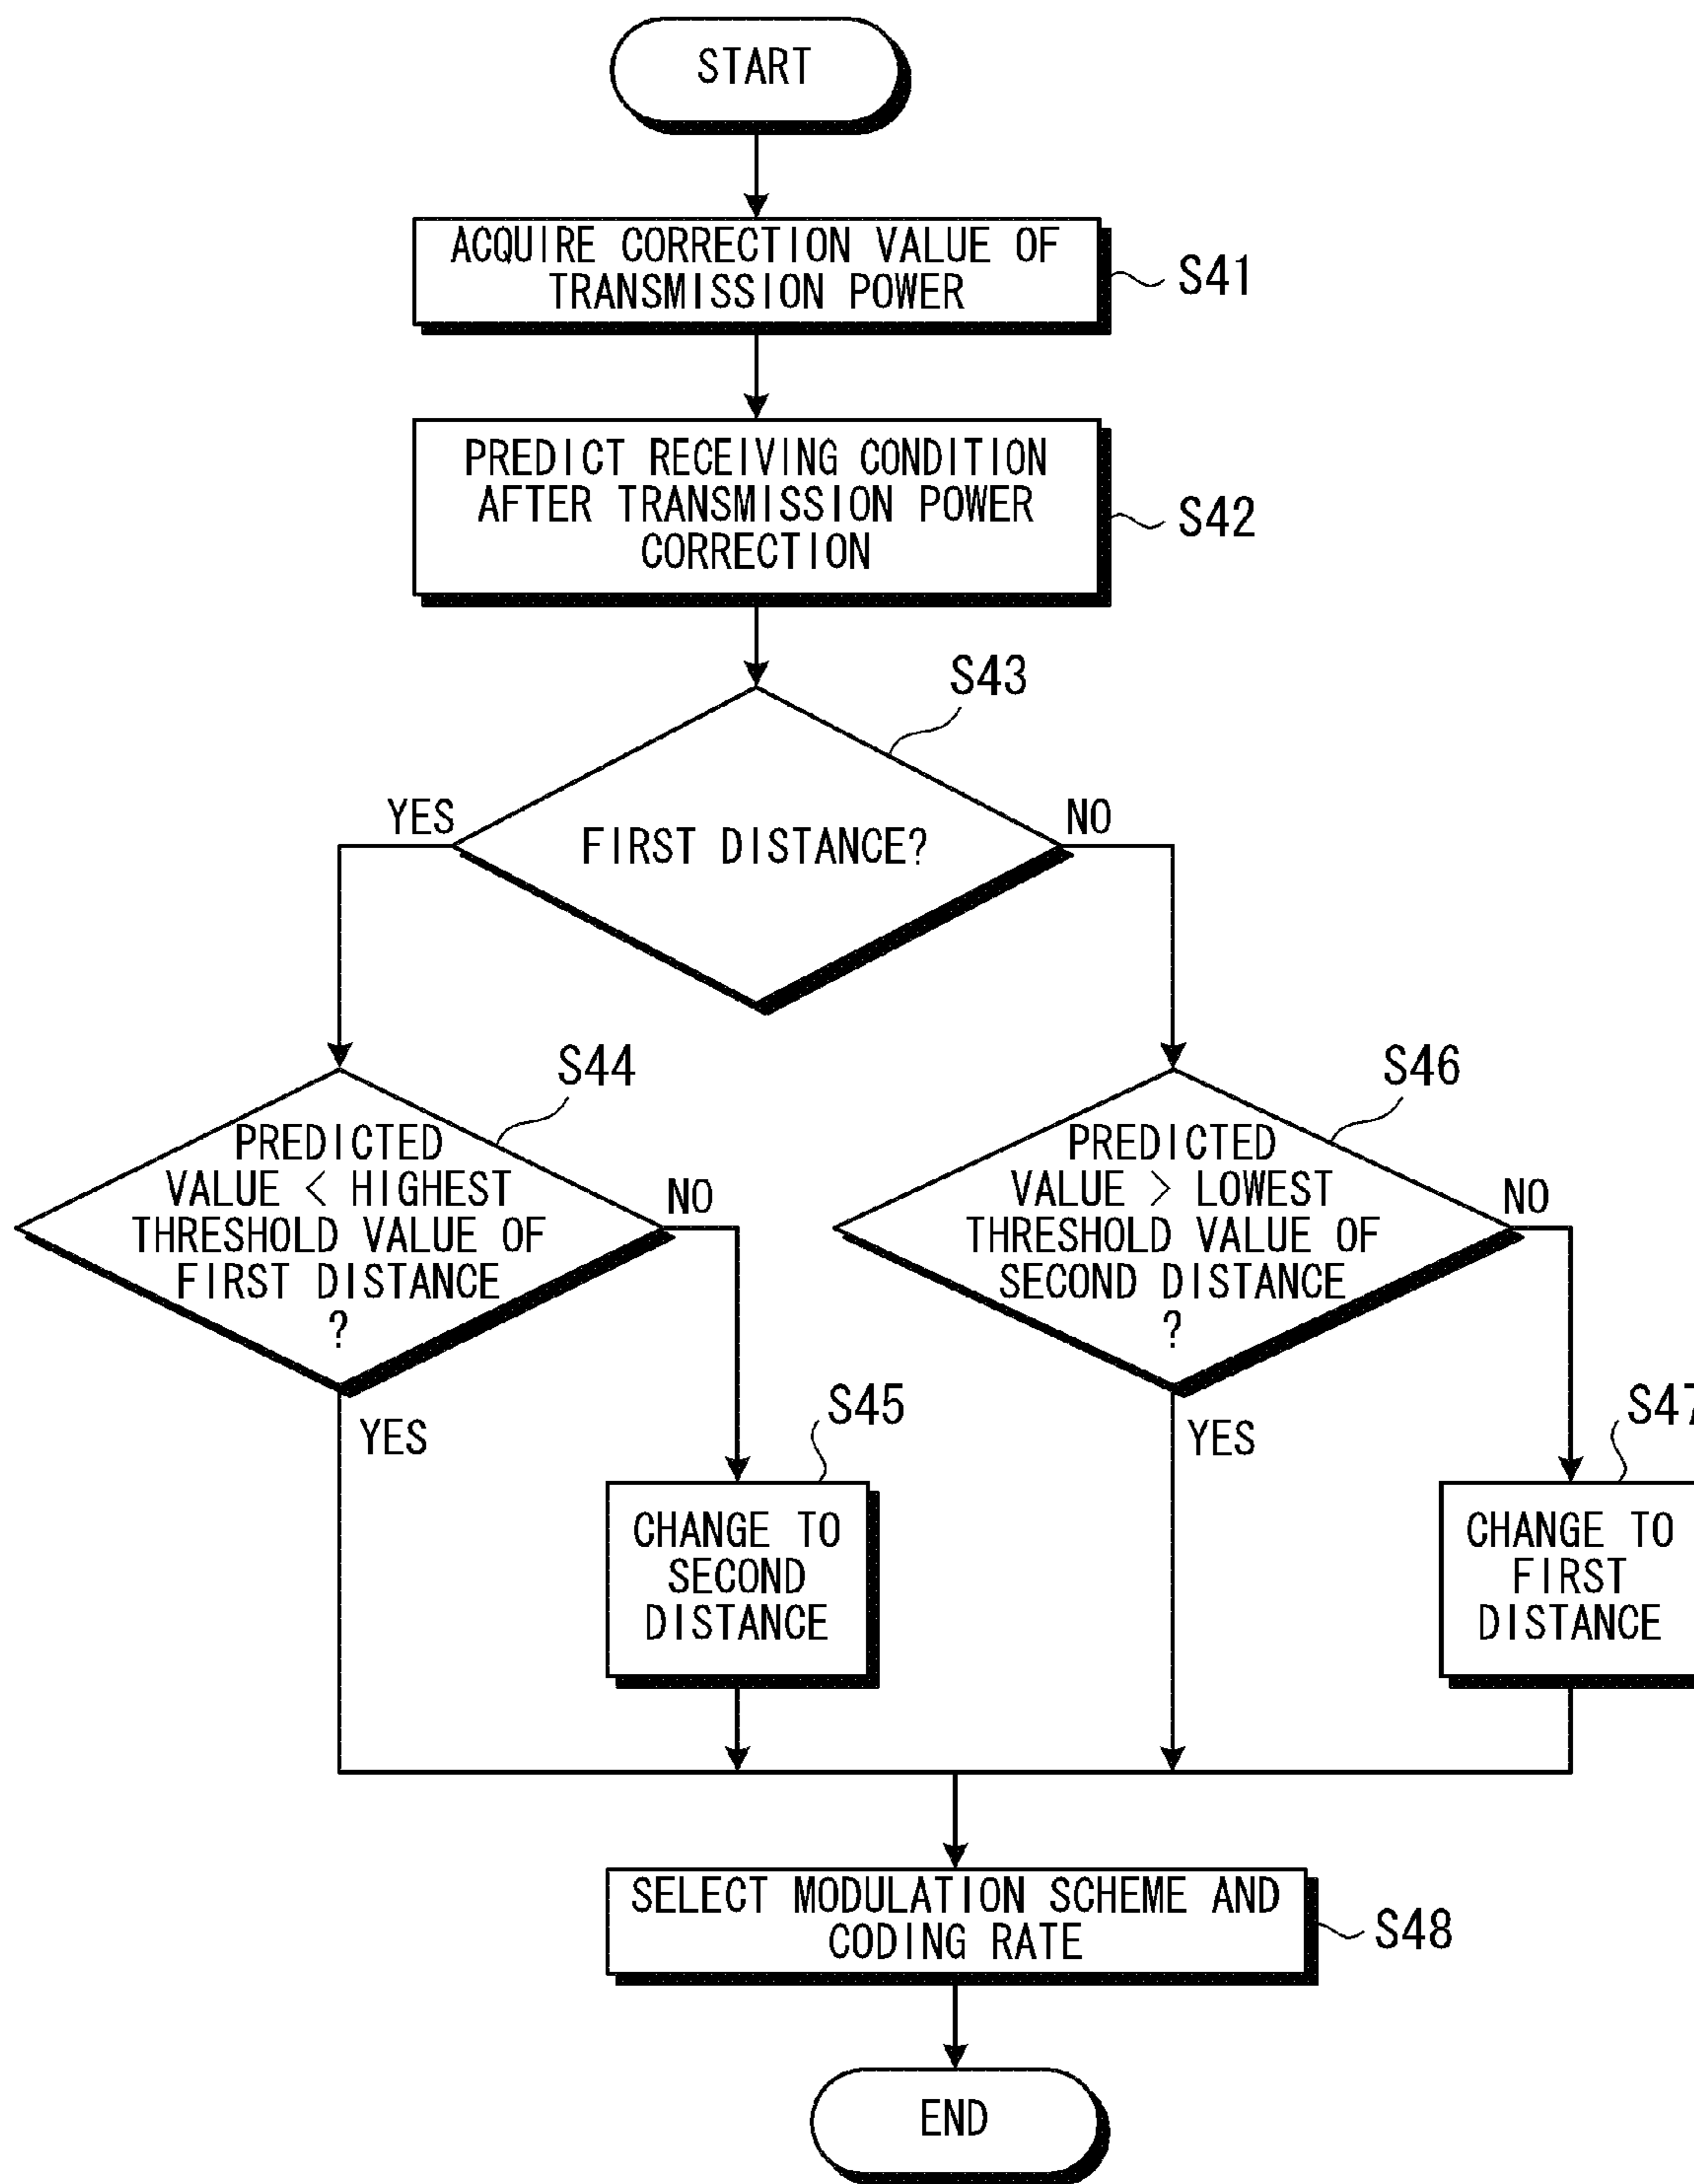 START
ACQUIRE CORRECTION VALUE OF
TRANSMISSION POWER
S41
PREDICT RECEIVING CONDITION
AFTER TRANSMISSION POWER
CORRECTION
S42
S43
YES
FIRST DISTANCE?
NO
S44
PREDICTED
VALUE < HIGHEST
THRESHOLD VALUE OF
FIRST DISTANCE
?
NO
YES
S45
CHANGE TO
SECOND
DISTANCE
S46
PREDICTED
VALUE > LOWEST
THRESHOLD VALUE OF
SECOND DISTANCE
?
NO
YES
S47
CHANGE TO
FIRST
DISTANCE
SELECT MODULATION SCHEME AND
CODING RATE
S48
END